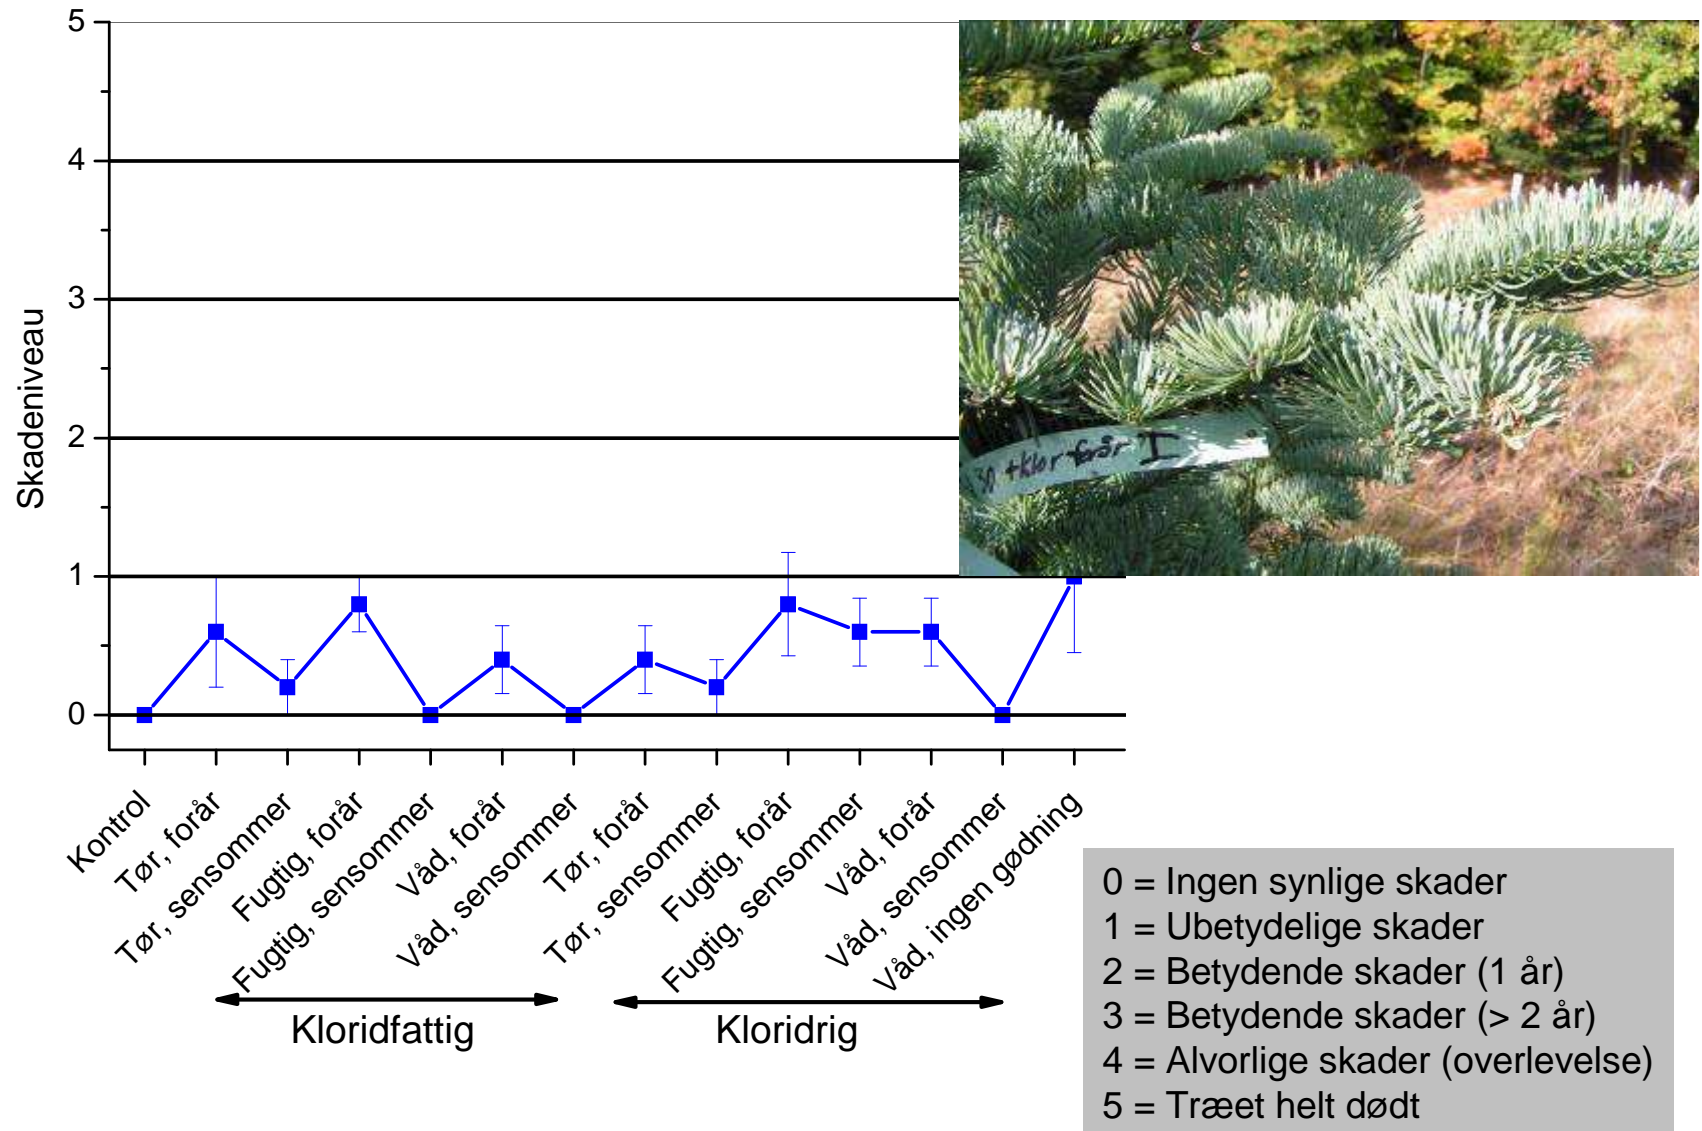 5
4
3
2
1
0
Skadeniveau
+klor forår I
Kontrol
Tør, forår
Tør, sensommer
Fugtig, forår
Fugtig, sensommer
Våd, forår
Våd, sensommer
Tør, forår
Tør, sensommer
Fugtig, forår
Fugtig, sensommer
Våd, forår
Våd, sensommer
Våd, ingen gødning
Kloridfattig
Kloridrig
0 = Ingen synlige skader
1 = Ubetydelige skader
2 = Betydende skader (1 år)
3 = Betydende skader (> 2 år)
4 = Alvorlige skader (overlevelse)
5 = Træet helt dødt